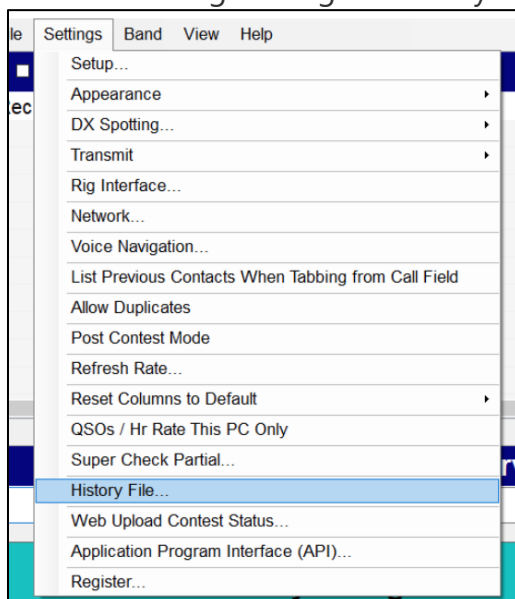 le Settings Band View Help
Setup...
ec
Appearance
DX Spotting...
Transmit
Rig Interface...
Network...
Voice Navigation...
List Previous Contacts When Tabbing from Call Field
Allow Duplicates
Post Contest Mode
Refresh Rate...
Reset Columns to Default
QSOs / Hr Rate This PC Only
Super Check Partial...
History File...
Web Upload Contest Status...
Application Program Interface (API)...
Register...